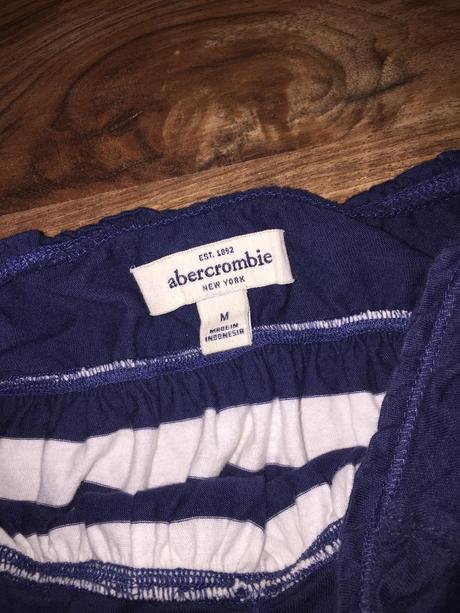 EST. 1892
abercrombie
NEW YORK
M
MADE IN
INDONESIA